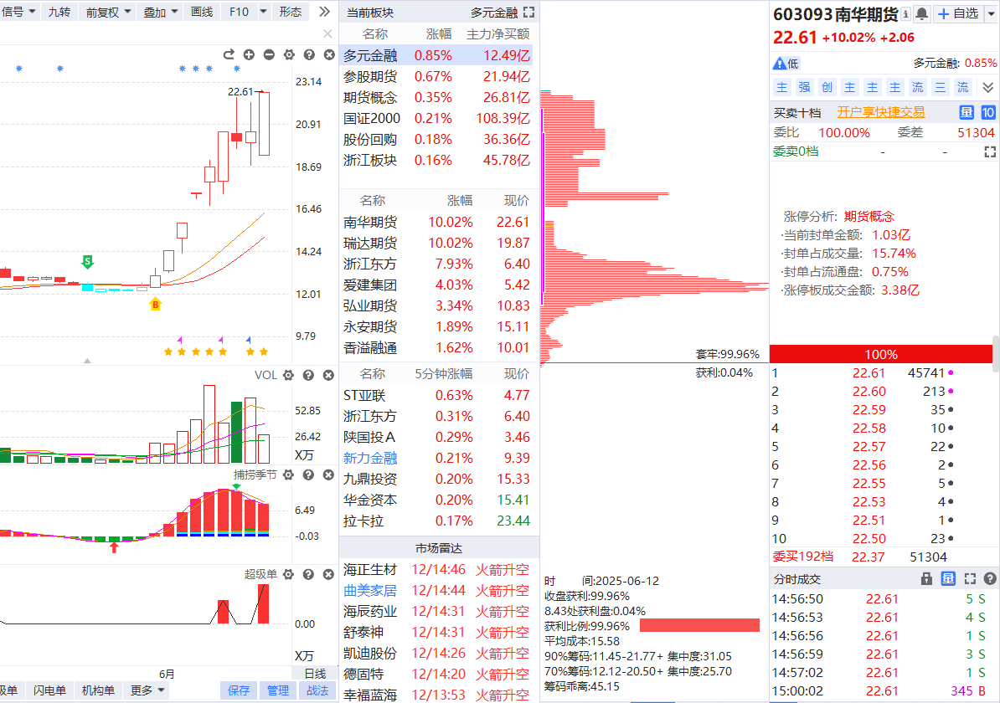 信号 九转 前复权 叠加 画线 F10 形态
22.61
23.14
20.91
18.69
16.46
14.24
12.01
9.79
S
B
VOL
52.85
26.42
X万
捕捞季节
6.49
-0.03
超级单
0.00
X万
6月 日线
级单 闪电单 机构单 更多 保存 管理 战法
当前板块 多元金融
名称 涨幅 主力净买额
多元金融 0.85% 12.49亿
参股期货 0.67% 21.94亿
期货概念 0.35% 26.81亿
国证2000 0.21% 108.39亿
股份回购 0.18% 36.36亿
浙江板块 0.16% 45.78亿
名称 涨幅 现价
南华期货 10.02% 22.61
瑞达期货 10.02% 19.87
浙江东方 7.93% 6.40
爱建集团 4.03% 5.42
弘业期货 3.34% 10.83
永安期货 1.89% 15.11
香溢融通 1.62% 10.01
名称 5分钟涨幅 现价
ST亚联 0.63% 4.77
浙江东方 0.31% 6.40
陕国投A 0.29% 3.46
新力金融 0.21% 9.39
九鼎投资 0.20% 15.33
华金资本 0.20% 15.41
拉卡拉 0.17% 23.44
市场雷达
海正生材 12/14:46 火箭升空
曲美家居 12/14:44 火箭升空
海辰药业 12/14:31 火箭升空
舒泰神 12/14:31 火箭升空
凯迪股份 12/14:26 火箭升空
德固特 12/14:20 火箭升空
幸福蓝海 12/13:53 火箭升空
套牢:99.96%
获利:0.04%
时 间:2025-06-12
收盘获利:99.96%
8.43处获利盘:0.04%
获利比例:99.96%
平均成本:15.58
90%筹码:11.45-21.77+ 集中度:31.05
70%筹码:12.12-20.50+ 集中度:25.70
筹码乖离:45.15
603093 南华期货 自选
22.61 +10.02% +2.06
低 多元金融: 0.85%
主 强 创 主 主 主 流 三 流
买卖十档 开户享快捷交易 量 10
委比 100.00% 委差 51304
委卖0档 - -
涨停分析: 期货概念
·当前封单金额: 1.03亿
·封单占成交量: 15.74%
·封单占流通盘: 0.75%
·涨停板成交金额: 3.38亿
100%
1 22.61 45741
2 22.60 213
3 22.59 35
4 22.58 10
5 22.57 22
6 22.56 2
7 22.55 5
8 22.53 4
9 22.51 1
10 22.50 23
委买192档 22.37 51304
分时成交 量
14:56:50 22.61 5 S
14:56:53 22.61 4 S
14:56:56 22.61 1 S
14:56:59 22.61 3 S
14:57:02 22.61 1 S
15:00:02 22.61 345 B